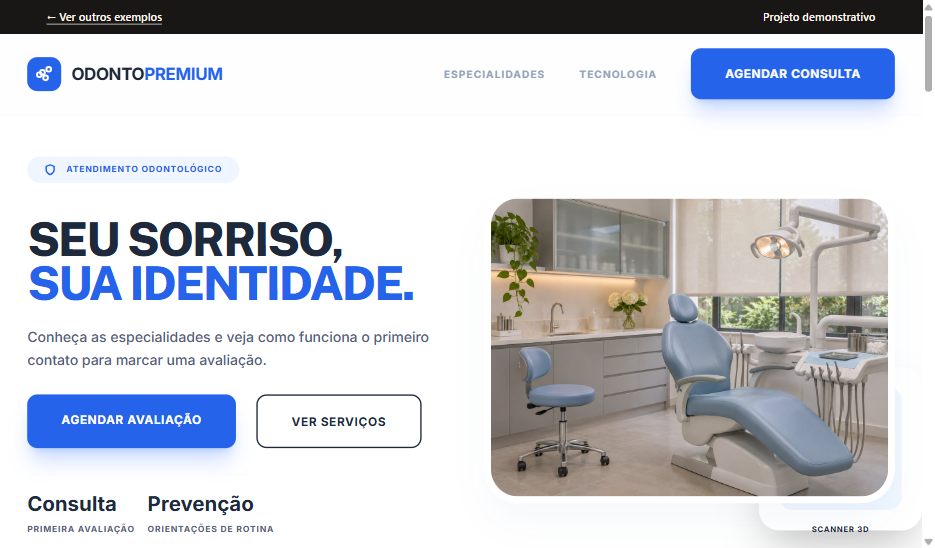 ← Ver outros exemplos
Projeto demonstrativo
ODONTOPREMIUM
ESPECIALIDADES
TECNOLOGIA
AGENDAR CONSULTA
ATENDIMENTO ODONTOLÓGICO
SEU SORRISO,
SUA IDENTIDADE.
Conheça as especialidades e veja como funciona o primeiro
contato para marcar uma avaliação.
AGENDAR AVALIAÇÃO
VER SERVIÇOS
Consulta
PRIMEIRA AVALIAÇÃO
Prevenção
ORIENTAÇÕES DE ROTINA
SCANNER 3D